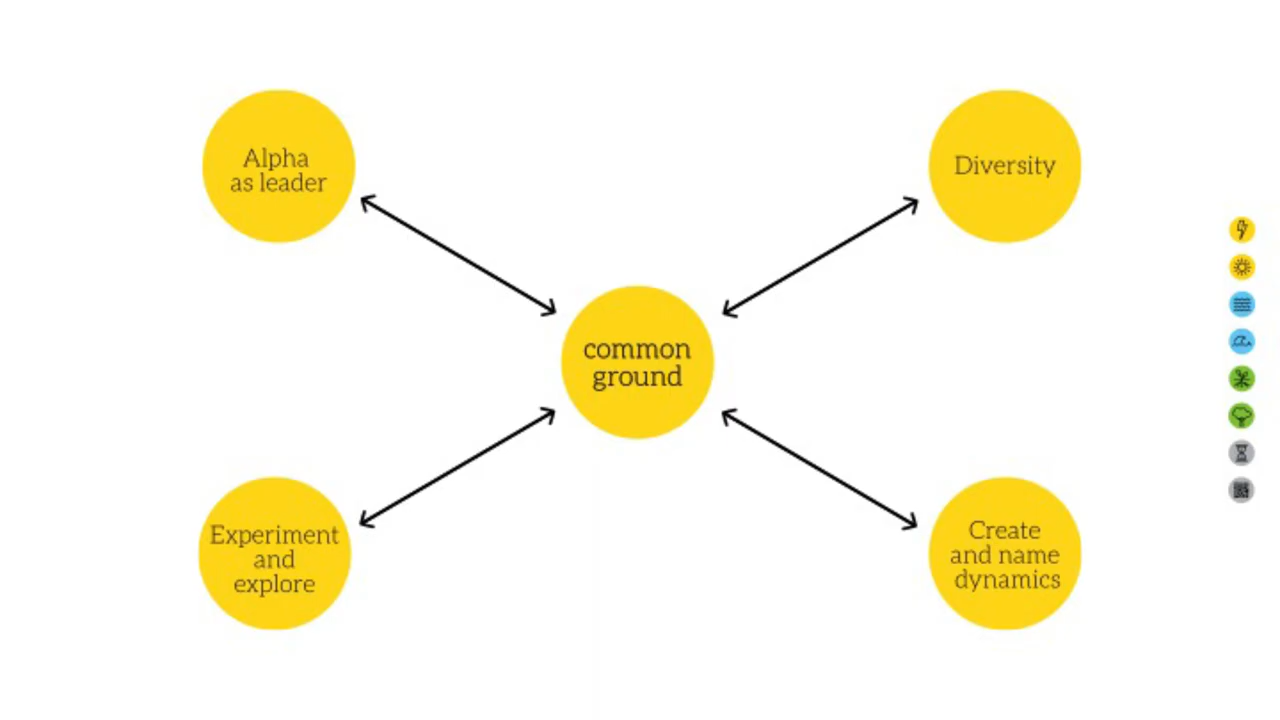 Alpha
as leader
Diversity
common
ground
Experiment
and
explore
Create
and name
dynamics